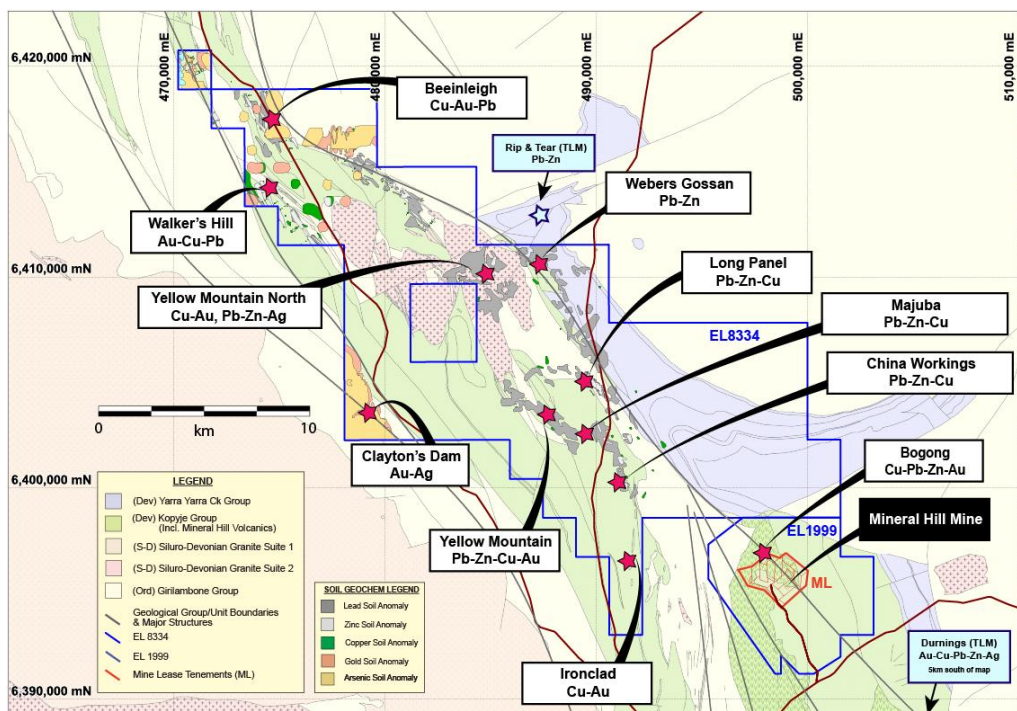 470,000 mE
480,000 mE
490,000 mE
500,000 mE
510,000 mE
6,420,000 mN
6,410,000 mN
6,400,000 mN
6,390,000 mN
Beeinleigh
Cu-Au-Pb
Rip & Tear (TLM)
Pb-Zn
Webers Gossan
Pb-Zn
Walker's Hill
Au-Cu-Pb
Long Panel
Pb-Zn-Cu
Yellow Mountain North
Cu-Au, Pb-Zn-Ag
Majuba
Pb-Zn-Cu
EL8334
China Workings
Pb-Zn-Cu
0
10
km
Clayton's Dam
Au-Ag
Bogong
Cu-Pb-Zn-Au
Mineral Hill Mine
EL1999
ML
Yellow Mountain
Pb-Zn-Cu-Au
Ironclad
Cu-Au
Durnings (TLM)
Au-Cu-Pb-Zn-Ag
5km south of map
LEGEND
(Dev) Yarra Yarra Ck Group
(Dev) Kopyje Group
(Incl. Mineral Hill Volcanics)
(S-D) Siluro-Devonian Granite Suite 1
(S-D) Siluro-Devonian Granite Suite 2
(Ord) Girilambone Group
Geological Group/Unit Boundaries
& Major Structures
EL 8334
EL 1999
Mine Lease Tenements (ML)
SOIL GEOCHEM LEGEND
Lead Soil Anomaly
Zinc Soil Anomaly
Copper Soil Anomaly
Gold Soil Anomaly
Arsenic Soil Anomaly